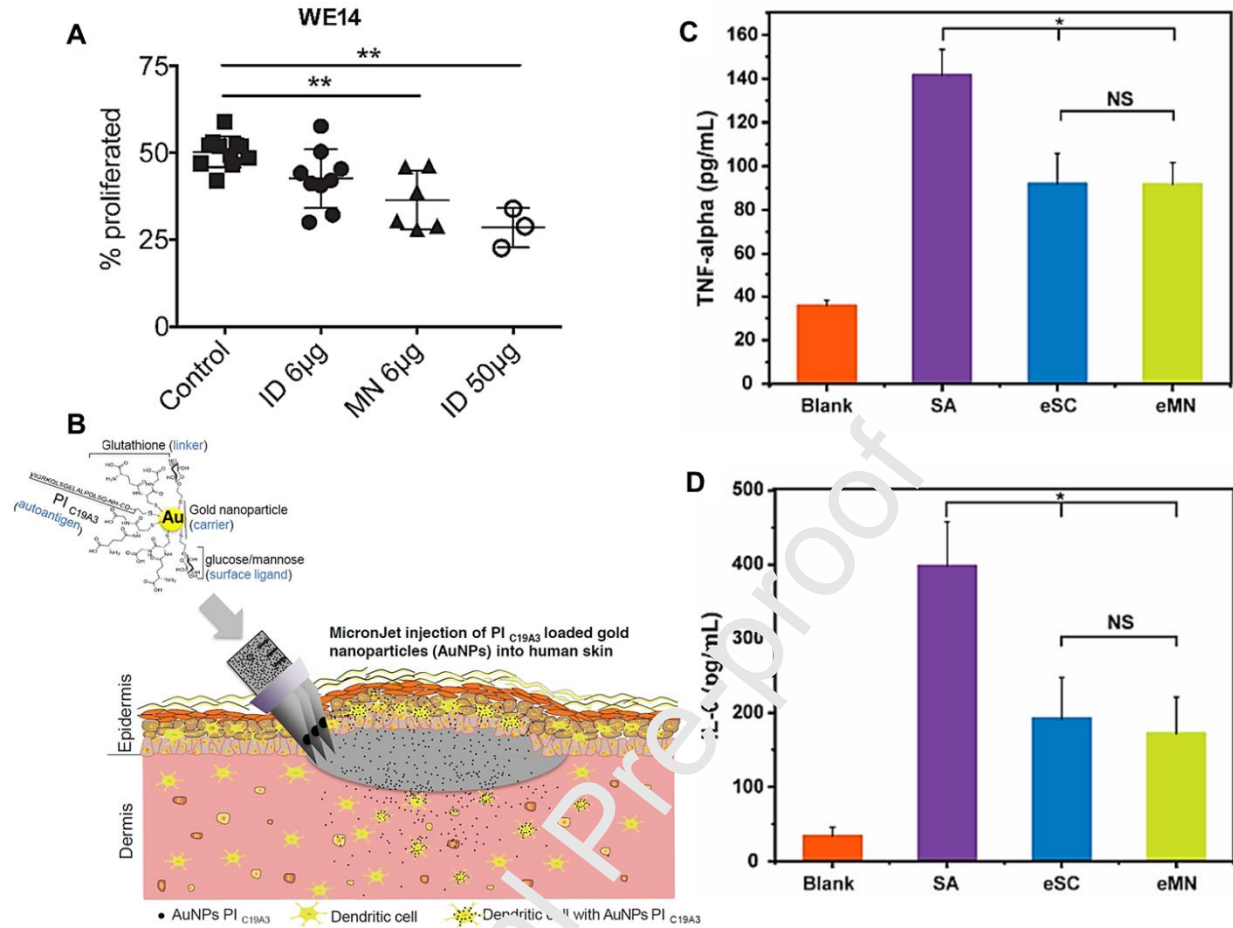 A
WE14
% proliferated
75
50
25
0
**
**
Control
ID 6µg
MN 6µg
ID 50µg
B
Glutathione (linker)
PI C19A3
(autoantigen)
Au
Gold nanoparticle
(carrier)
glucose/mannose
(surface ligand)
MicronJet injection of PI C19A3 loaded gold
nanoparticles (AuNPs) into human skin
Epidermis
Dermis
• AuNPs PI C19A3
Dendritic cell
Dendritic cell with AuNPs PI C19A3
C
TNF-alpha (pg/mL)
160
140
120
100
80
60
40
20
0
*
NS
Blank
SA
eSC
eMN
D
500
400
300
200
100
0
*
NS
Blank
SA
eSC
eMN
Pre-proof